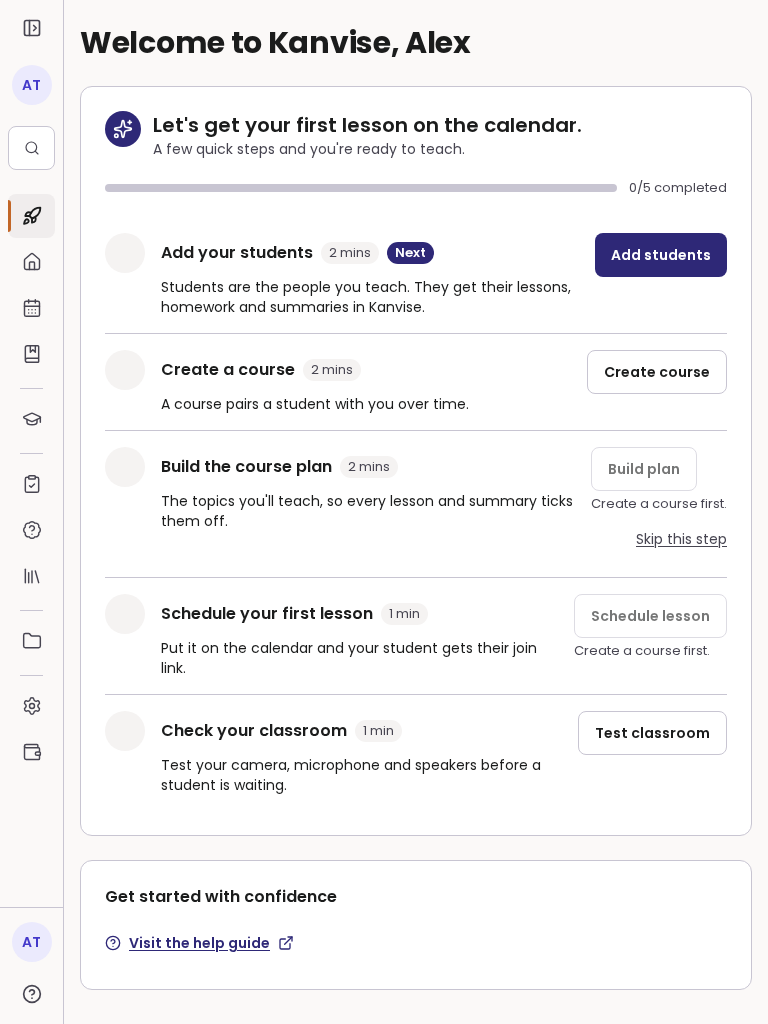 Welcome to Kanvise, Alex
AT
Let's get your first lesson on the calendar.
A few quick steps and you're ready to teach.
0/5 completed
Add your students 2 mins Next Add students
Students are the people you teach. They get their lessons,
homework and summaries in Kanvise.
Create a course 2 mins Create course
A course pairs a student with you over time.
Build the course plan 2 mins Build plan
The topics you'll teach, so every lesson and summary ticks
them off.
Create a course first.
Skip this step
Schedule your first lesson 1 min Schedule lesson
Put it on the calendar and your student gets their join
link.
Create a course first.
Check your classroom 1 min Test classroom
Test your camera, microphone and speakers before a
student is waiting.
Get started with confidence
Visit the help guide
AT